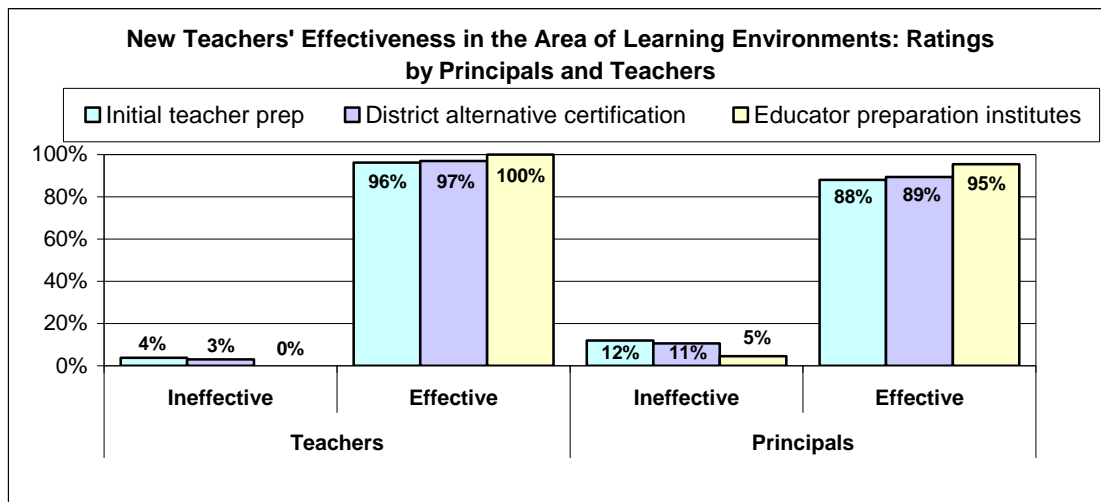 New Teachers' Effectiveness in the Area of Learning Environments: Ratings
by Principals and Teachers
Initial teacher prep District alternative certification Educator preparation institutes
100%
80%
60%
40%
20%
0%
4% 3% 0% 96% 97% 100% 12% 11% 5% 88% 89% 95%
Ineffective Effective Ineffective Effective
Teachers Principals